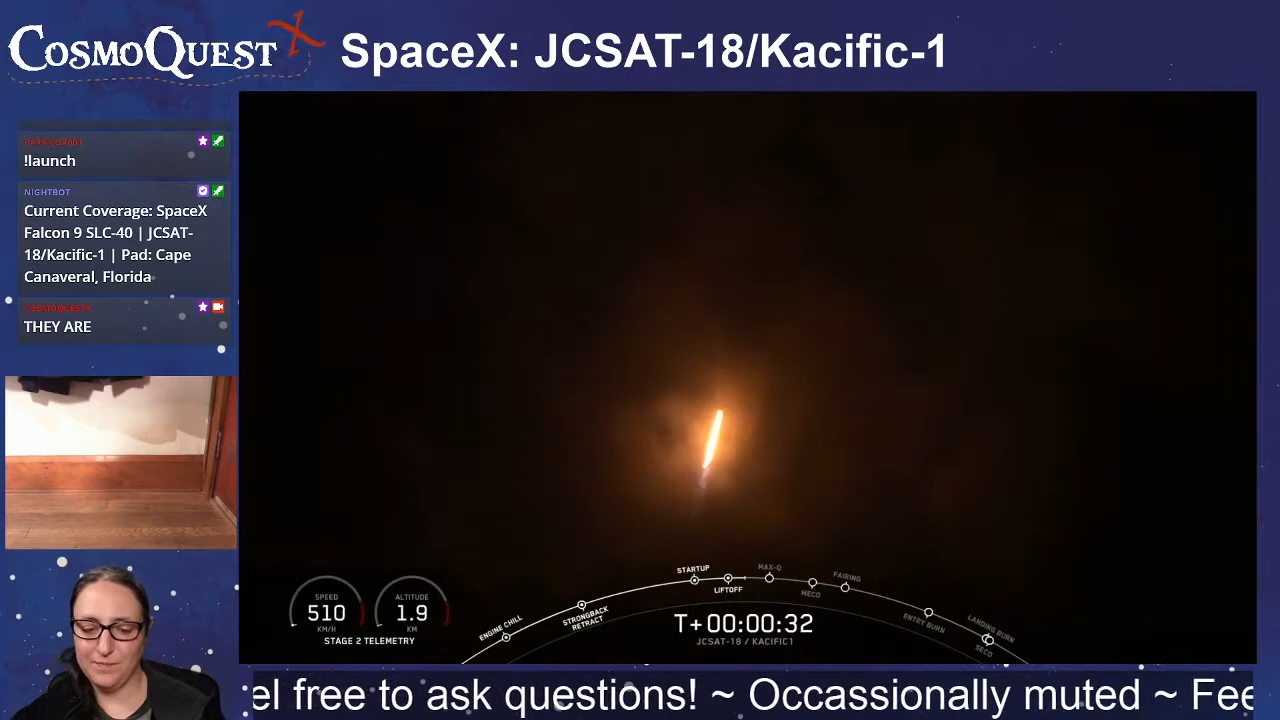 CosmoQuest X
SpaceX: JCSAT-18/Kacific-1
!launch
NIGHTBOT
Current Coverage: SpaceX
Falcon 9 SLC-40 | JCSAT-
18/Kacific-1 | Pad: Cape
Canaveral, Florida
COSMOQUESTX
THEY ARE
ENGINE CHILL
STRONGBACK
RETRACT
STARTUP
LIFTOFF
MAX-Q
MECO
FAIRING
ENTRY BURN
LANDING BURN
SECO
SPEED
510
KM/H
ALTITUDE
1.9
KM
STAGE 2 TELEMETRY
T+00:00:32
JCSAT-18 / KACIFIC1
el free to ask questions! ~ Occassionally muted ~ Fee